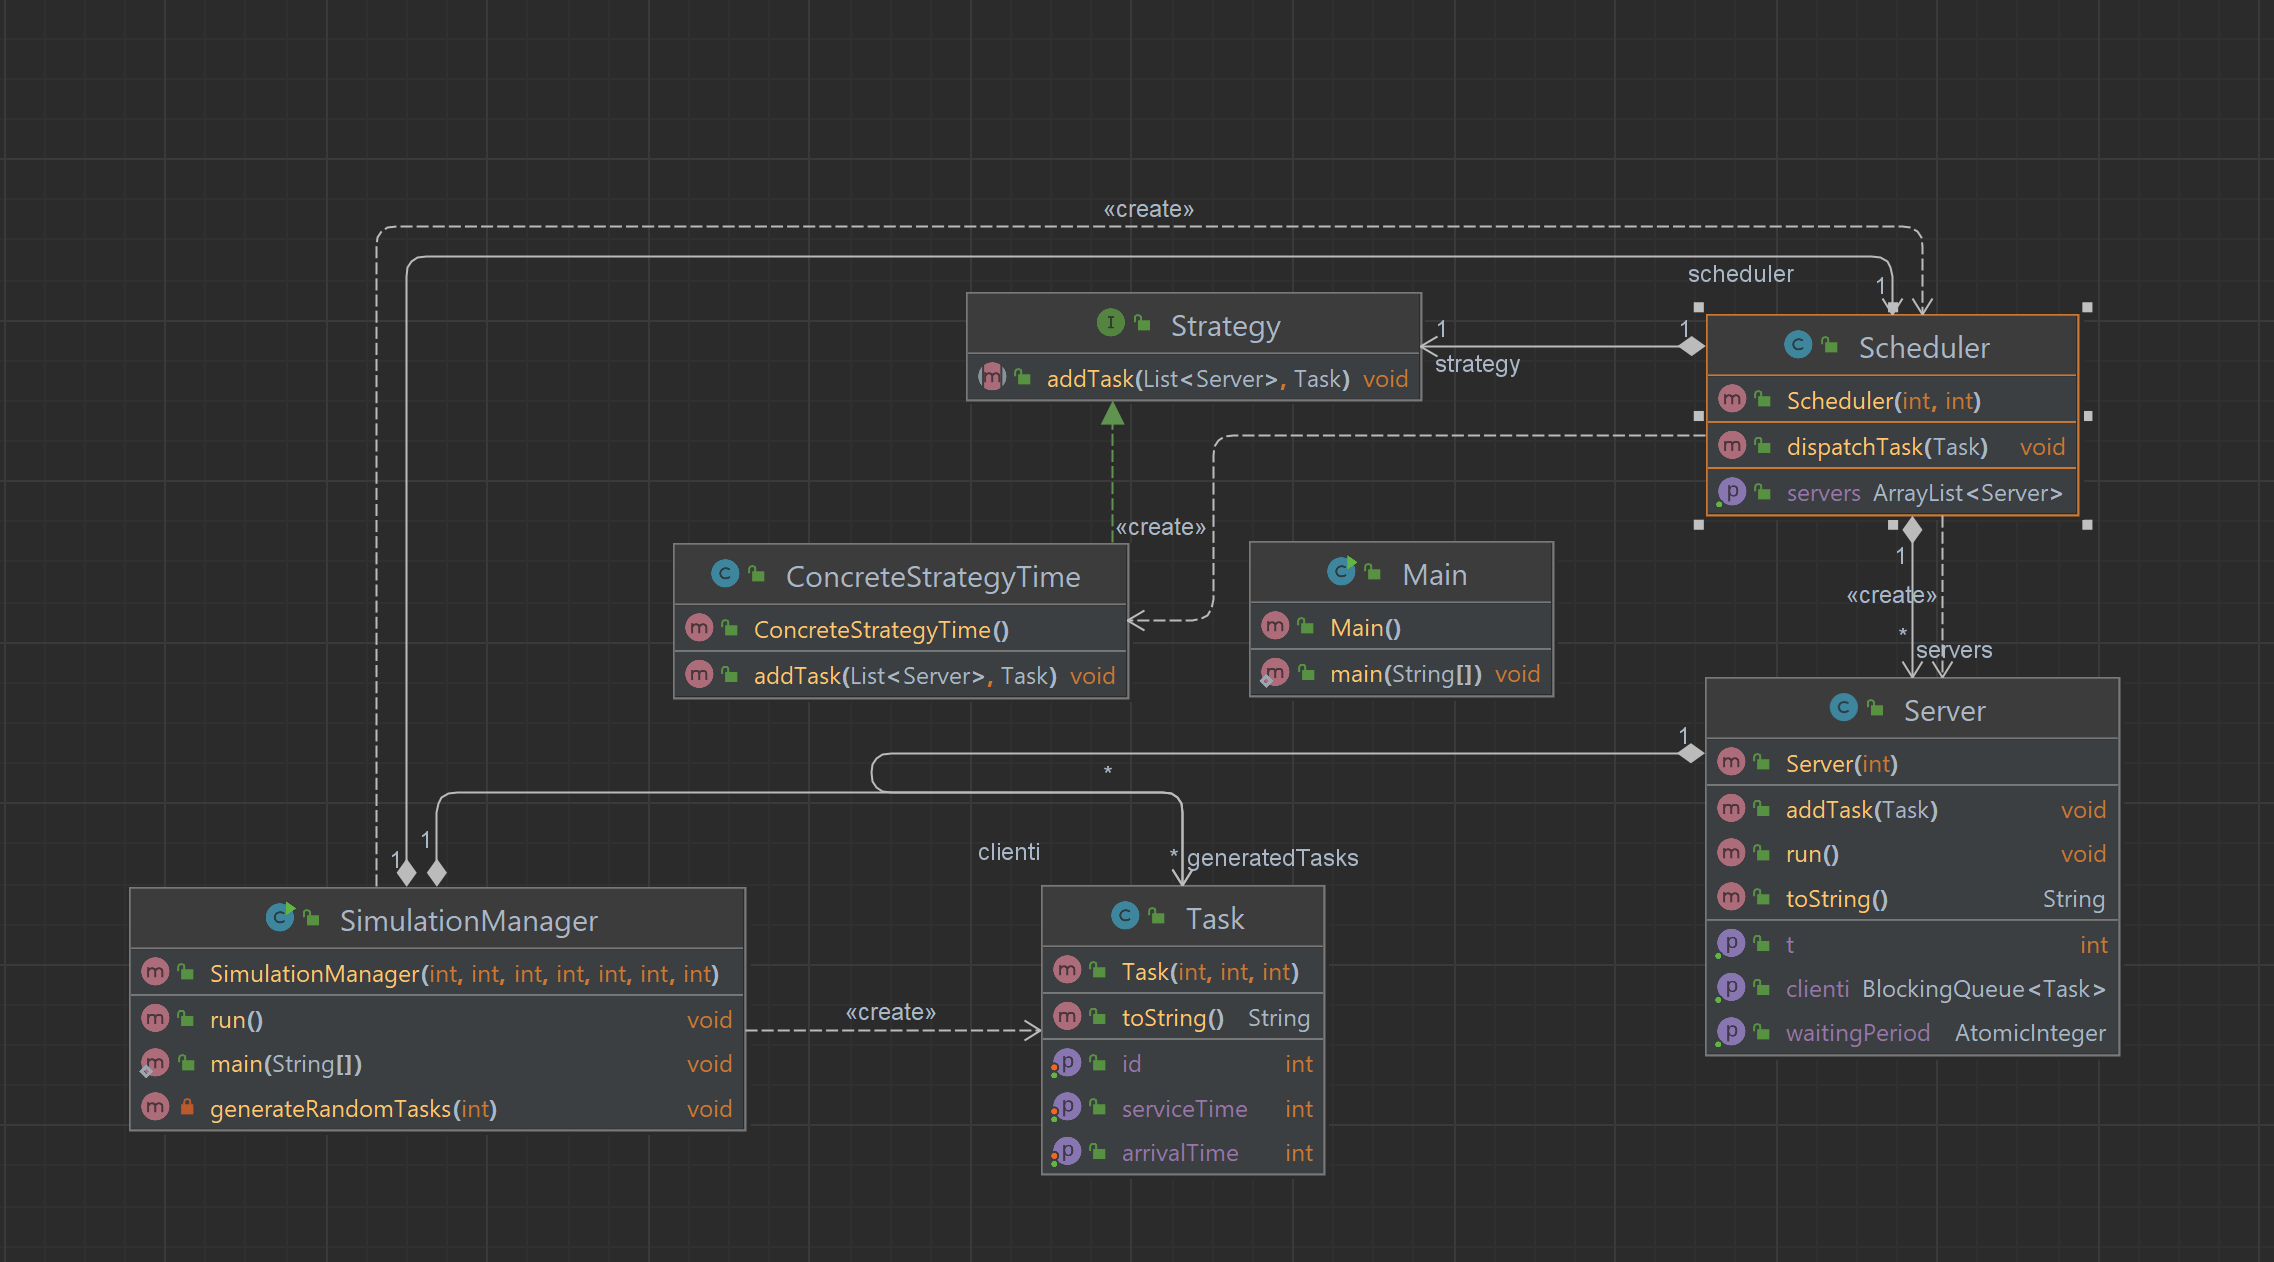 «create»
scheduler
1
Strategy
addTask(List<Server>, Task) void
1
1
strategy
Scheduler
Scheduler(int, int)
dispatchTask(Task) void
servers ArrayList<Server>
«create»
1
«create»
*
servers
ConcreteStrategyTime
ConcreteStrategyTime()
addTask(List<Server>, Task) void
Main
Main()
main(String[]) void
Server
Server(int)
addTask(Task) void
run() void
toString() String
t int
clienti BlockingQueue<Task>
waitingPeriod AtomicInteger
1
*
1
1
clienti
* generatedTasks
SimulationManager
SimulationManager(int, int, int, int, int, int, int)
run() void
main(String[]) void
generateRandomTasks(int) void
«create»
Task
Task(int, int, int)
toString() String
id int
serviceTime int
arrivalTime int